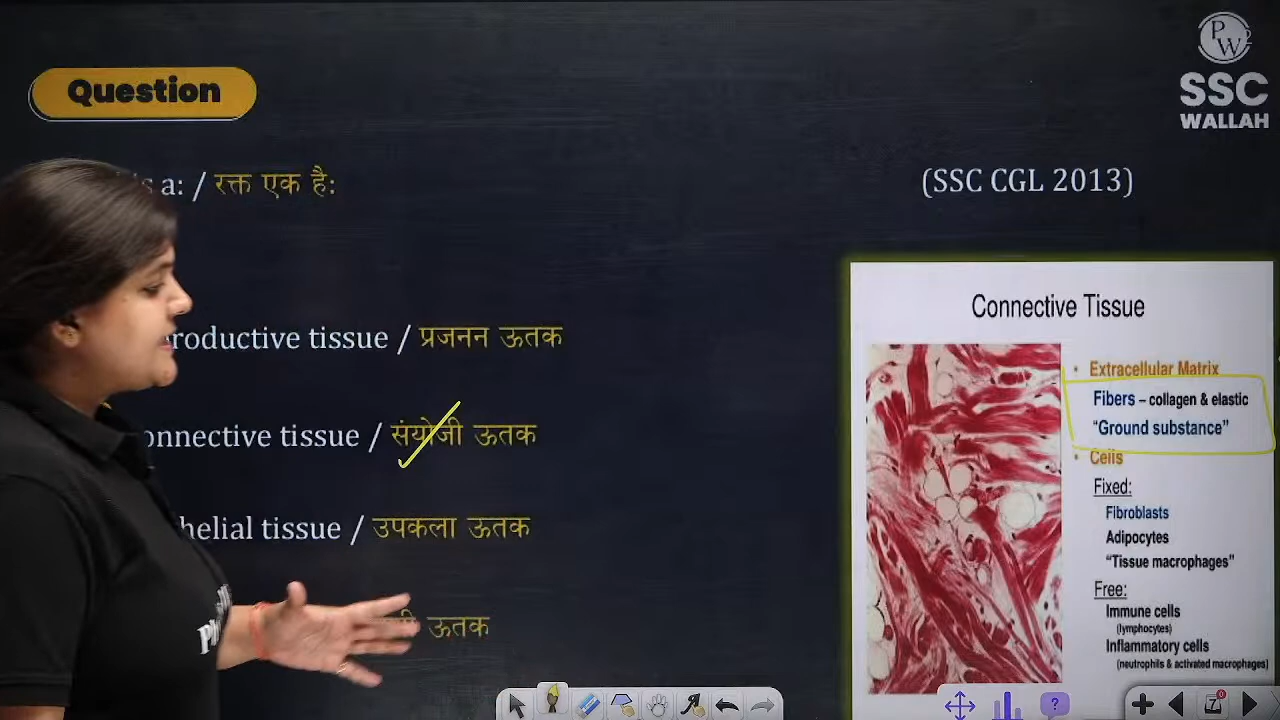 Question
PW
SSC
WALLAH
a: / रक्त एक है:
(SSC CGL 2013)
roductive tissue / प्रजनन ऊतक
onnective tissue / संयोजी ऊतक
helial tissue / उपकला ऊतक
ऊतक
Connective Tissue
• Extracellular Matrix
Fibers – collagen & elastic
“Ground substance”
• Cells
Fixed:
Fibroblasts
Adipocytes
“Tissue macrophages”
Free:
Immune cells
(lymphocytes)
Inflammatory cells
(neutrophils & activated macrophages)